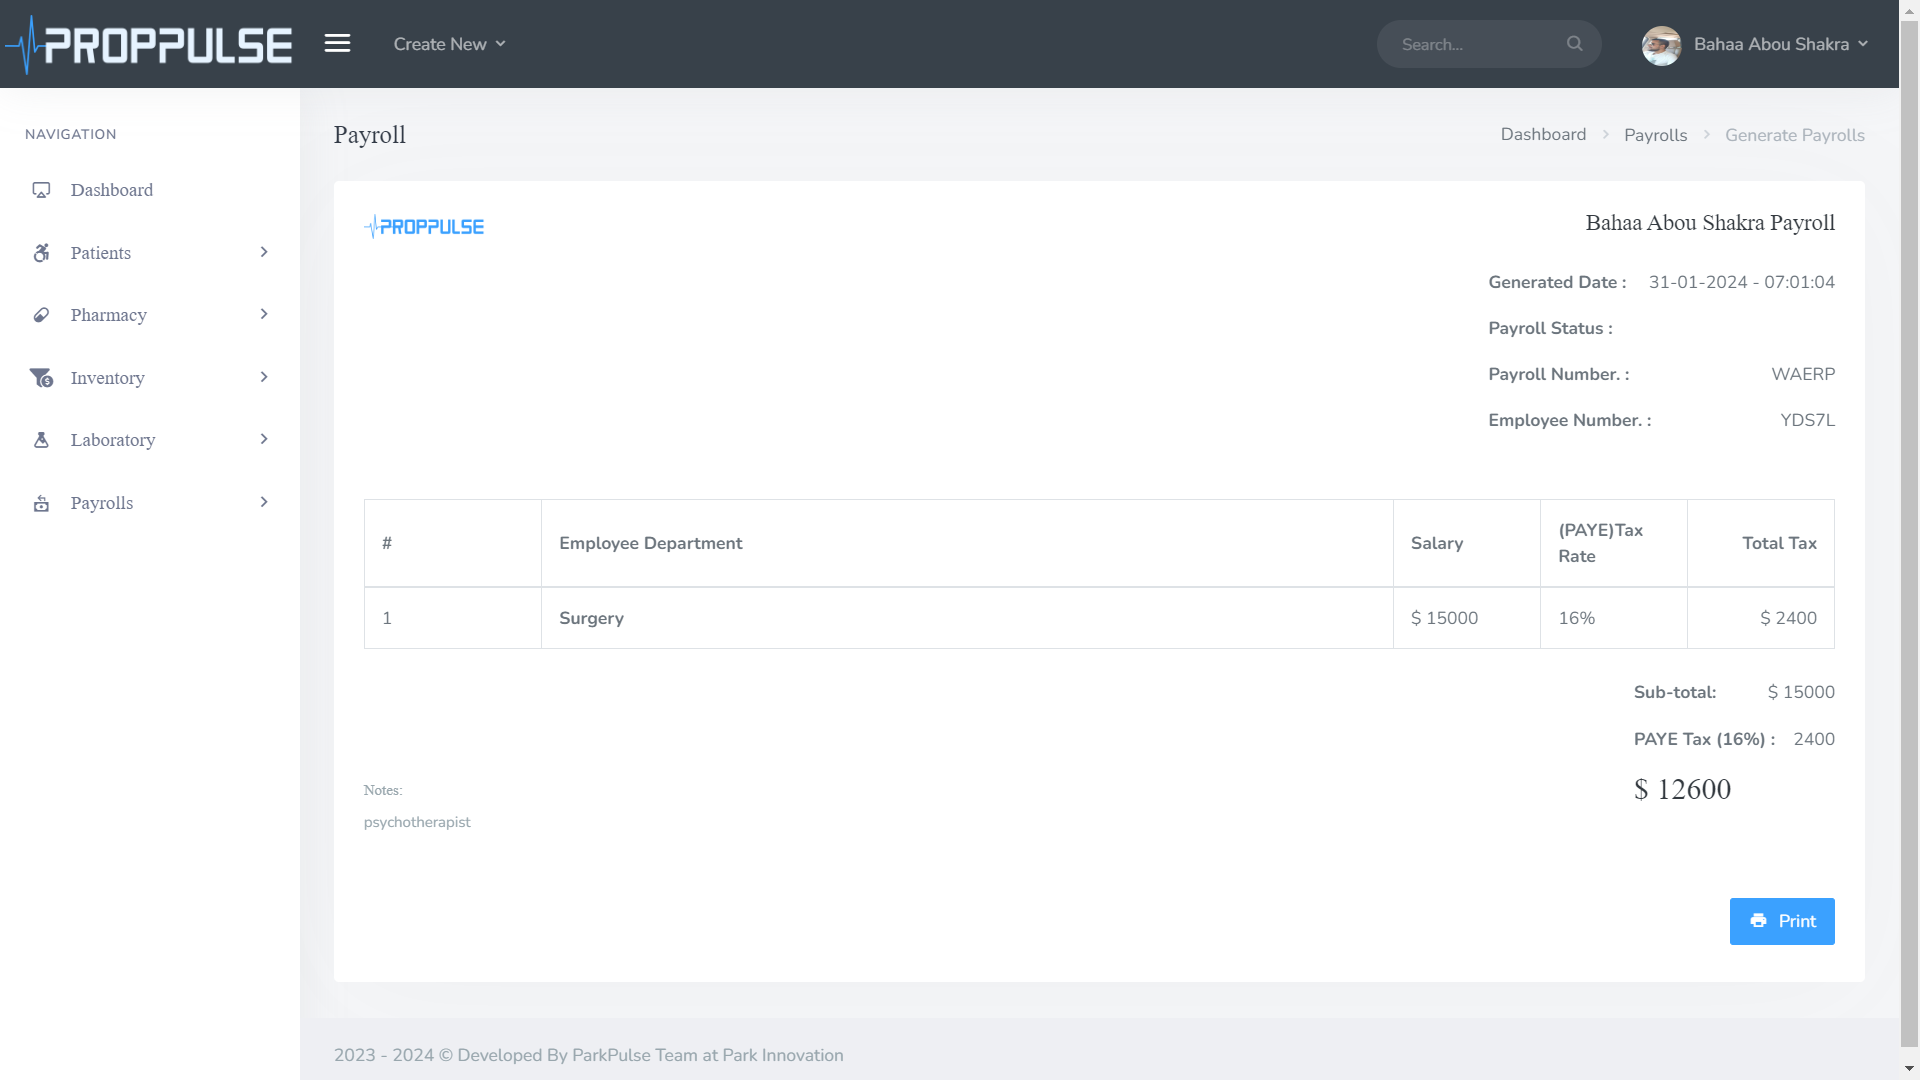 PROPPULSE
Create New
Search...
Bahaa Abou Shakra
NAVIGATION
Dashboard
Patients
Pharmacy
Inventory
Laboratory
Payrolls
Payroll
Dashboard
Payrolls
Generate Payrolls
PROPPULSE
Bahaa Abou Shakra Payroll
Generated Date : 31-01-2024 - 07:01:04
Payroll Status :
Payroll Number. : WAERP
Employee Number. : YDS7L
# Employee Department Salary (PAYE)Tax Rate Total Tax
1 Surgery $ 15000 16% $ 2400
Sub-total: $ 15000
PAYE Tax (16%) : 2400
$ 12600
Notes:
psychotherapist
Print
2023 - 2024 © Developed By ParkPulse Team at Park Innovation